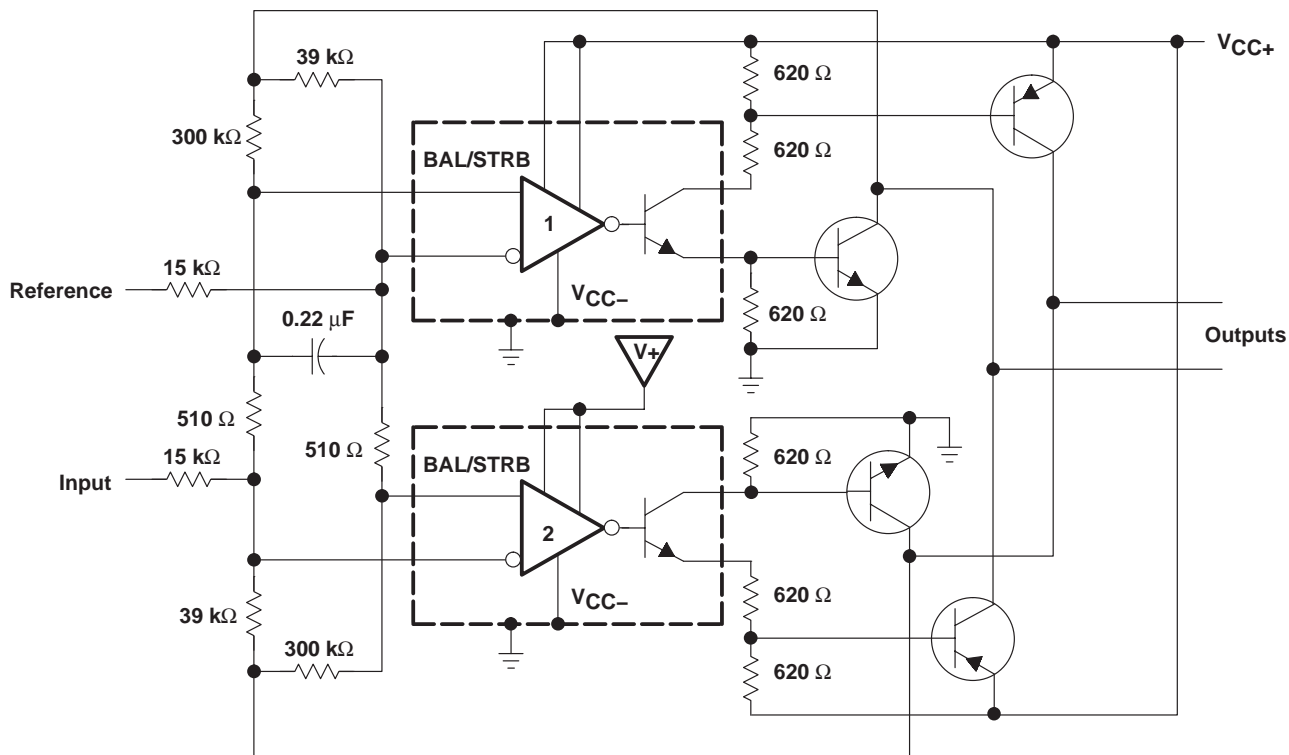 39 kΩ
620 Ω
VCC+
300 kΩ
620 Ω
BAL/STRB
1
15 kΩ
Reference
VCC–
620 Ω
0.22 μF
V+
Outputs
510 Ω
510 Ω
15 kΩ
Input
BAL/STRB
620 Ω
2
VCC–
39 kΩ
620 Ω
300 kΩ
620 Ω